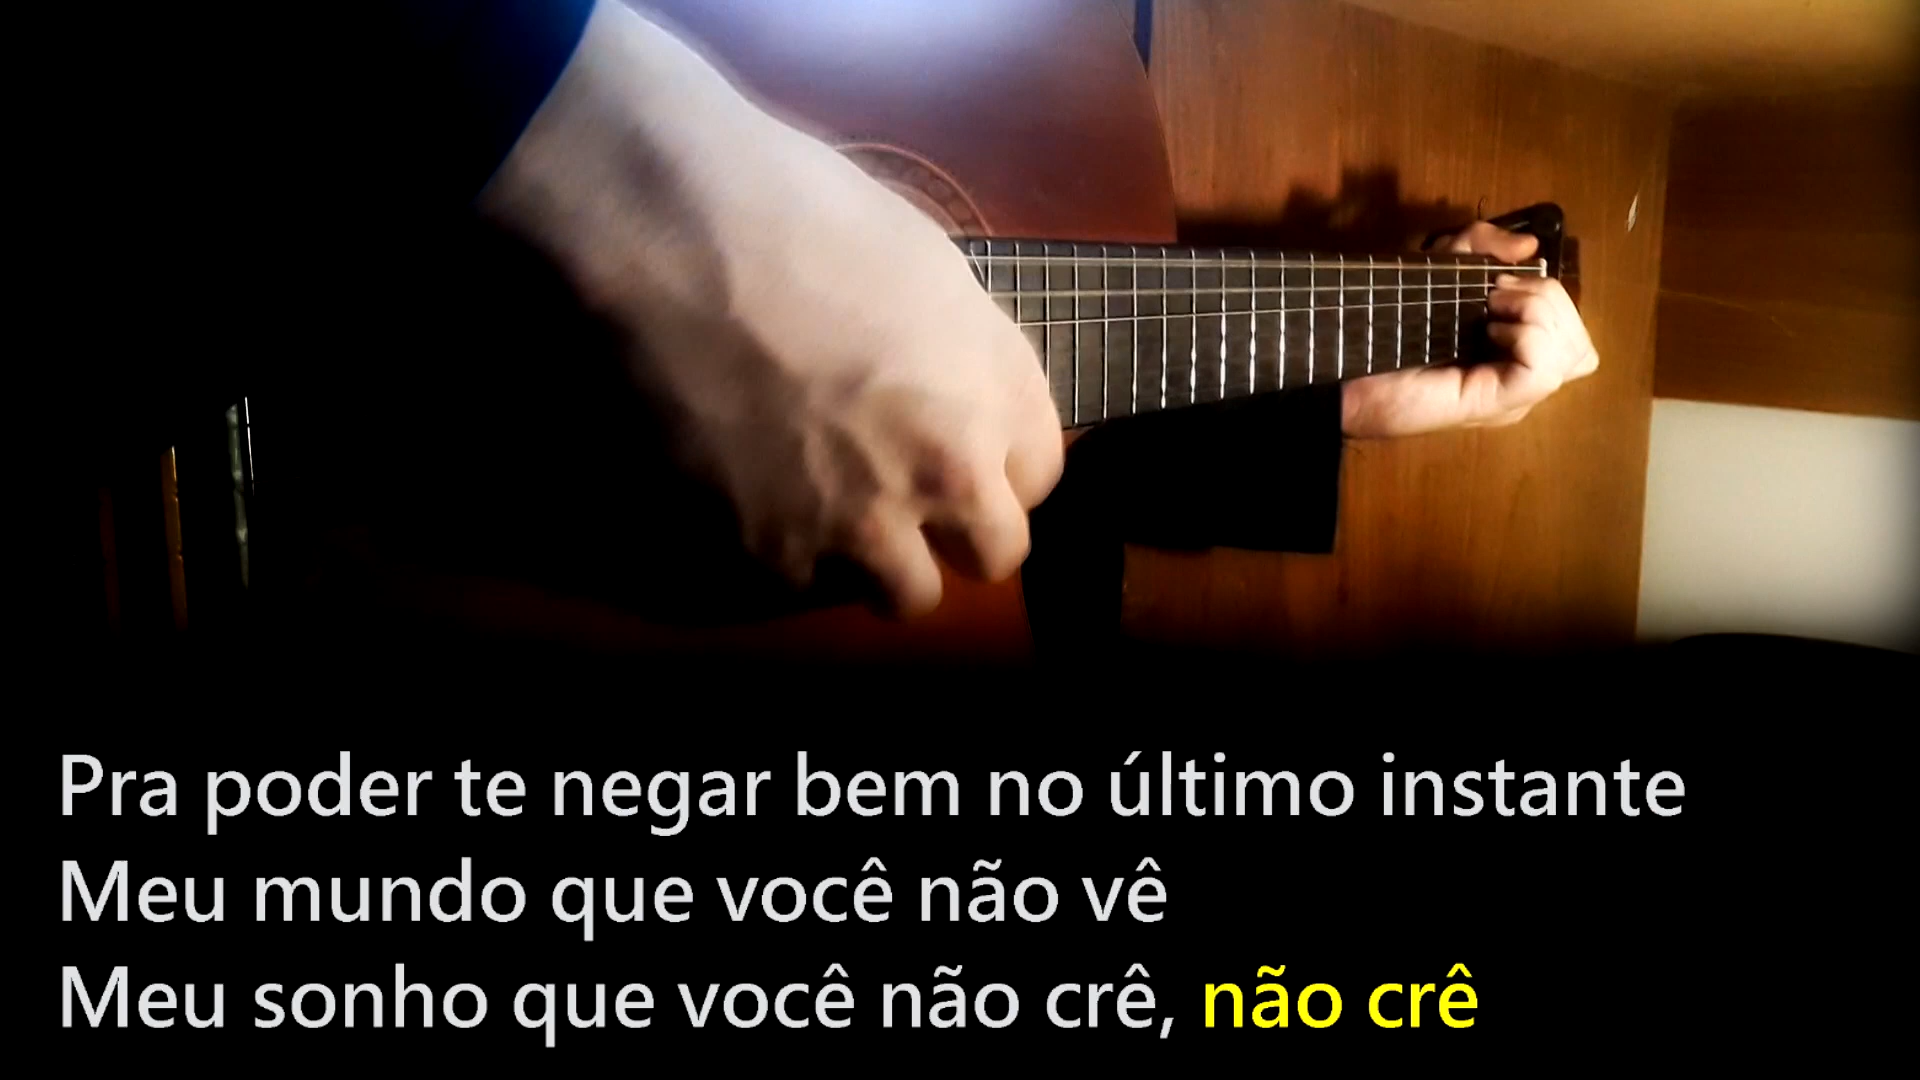 Pra poder te negar bem no último instante
Meu mundo que você não vê
Meu sonho que você não crê, não crê